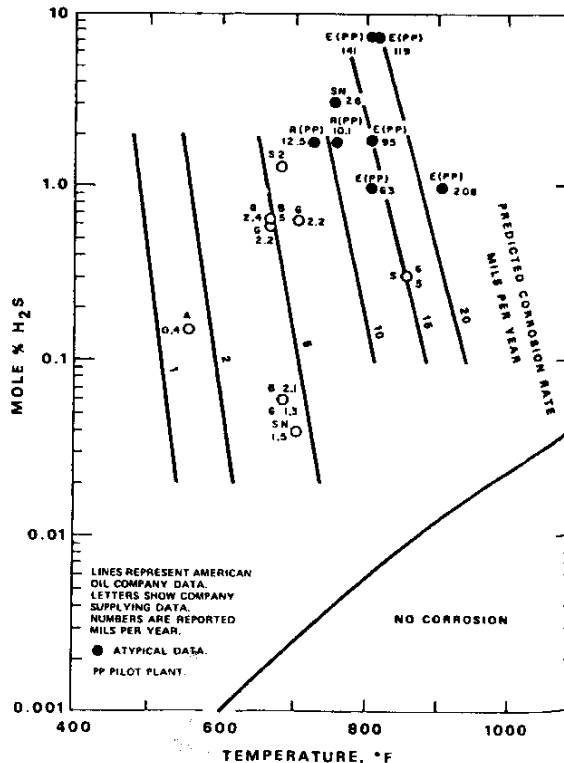 10
E(PP)
E(PP)
141
119
SN
28
R(PP)
12.5
R(PP)
10.1
E(PP)
95
S 2
E(PP)
63
E(PP)
208
1.0
B
5
G
2.4
G
2.2
2.2
S
6
5
PREDICTED CORROSION RATE
MILS PER YEAR
MOLE % H₂S
A
0.4
1
2
5
10
15
20
0.1
B 2.1
G 1.3
SN
1.5
0.01
LINES REPRESENT AMERICAN
OIL COMPANY DATA.
LETTERS SHOW COMPANY
SUPPLYING DATA.
NUMBERS ARE REPORTED
MILS PER YEAR.
● ATYPICAL DATA.
PP PILOT PLANT.
NO CORROSION
0.001
400
600
800
1000
TEMPERATURE, °F